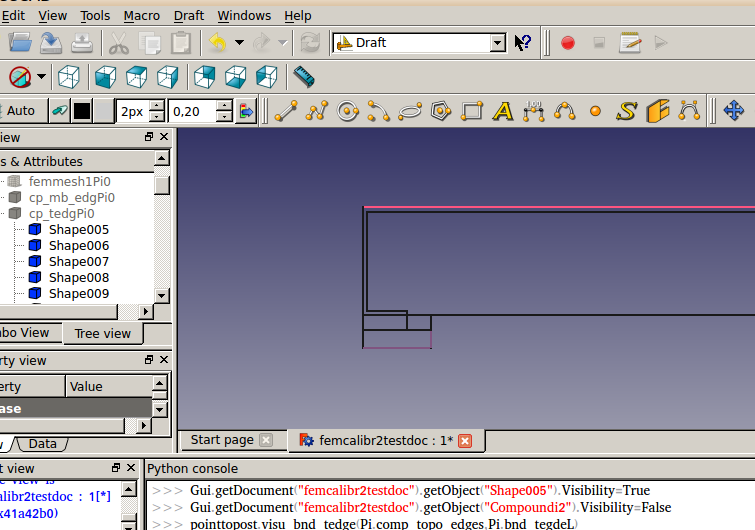 Edit View Tools Macro Draft Windows Help
Draft
Auto 2px 0,20
iew
s & Attributes
femmesh1Pi0
cp_mb_edgPi0
cp_tedgPi0
Shape005
Shape006
Shape007
Shape008
Shape009
nbo View Tree view
rty view
erty Value
ase
Data
Start page femcalibr2testdoc : 1*
t view
Python console
alibr2testdoc : 1[*]
x41a42b0)
>>> Gui.getDocument("femcalibr2testdoc").getObject("Shape005").Visibility=True
>>> Gui.getDocument("femcalibr2testdoc").getObject("Compoundi2").Visibility=False
>>> pointtopost.visu_bnd_tedge(Pi.comp_topo_edges,Pi.bnd_tegdeL)